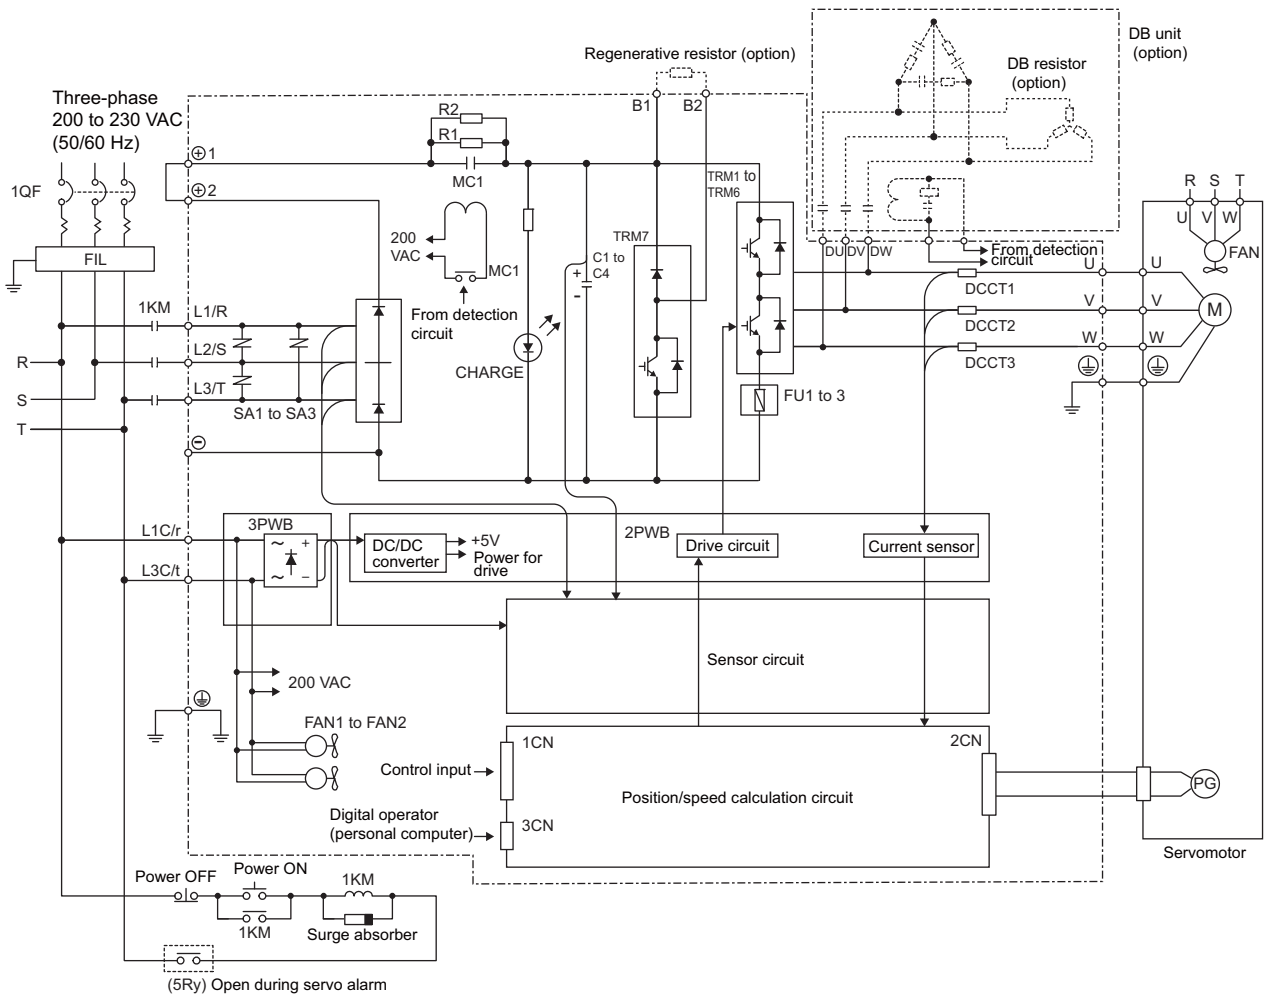 DB unit
(option)
Regenerative resistor (option)
DB resistor
(option)
Three-phase
200 to 230 VAC
(50/60 Hz)
B1
B2
R2
R1
MC1
1QF
⊕1
⊕2
TRM1 to
TRM6
R S T
U V W
FAN
200
VAC
MC1
TRM7
C1 to
C4
+
-
DU DV DW
From detection
circuit
FIL
1KM
L1/R
From detection
circuit
U
U
DCCT1
V
V
M
DCCT2
R
L2/S
CHARGE
W
W
DCCT3
S
L3/T
SA1 to SA3
FU1 to 3
T
⊖
L1C/r
3PWB
~ +
~ −
DC/DC
converter
+5V
Power for
drive
2PWB
Drive circuit
Current sensor
L3C/t
Sensor circuit
200 VAC
FAN1 to FAN2
1CN
2CN
Control input
Position/speed calculation circuit
PG
Digital operator
(personal computer)
3CN
Servomotor
Power OFF
Power ON
1KM
1KM
Surge absorber
(5Ry) Open during servo alarm